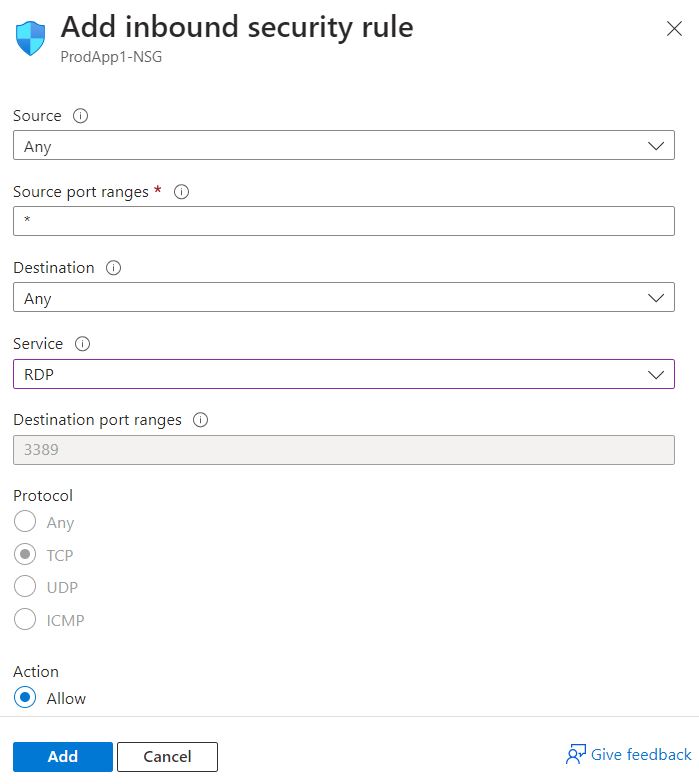 Add inbound security rule
ProdApp1-NSG
Source
Any
Source port ranges *
*
Destination
Any
Service
RDP
Destination port ranges
3389
Protocol
Any
TCP
UDP
ICMP
Action
Allow
Add
Cancel
Give feedback